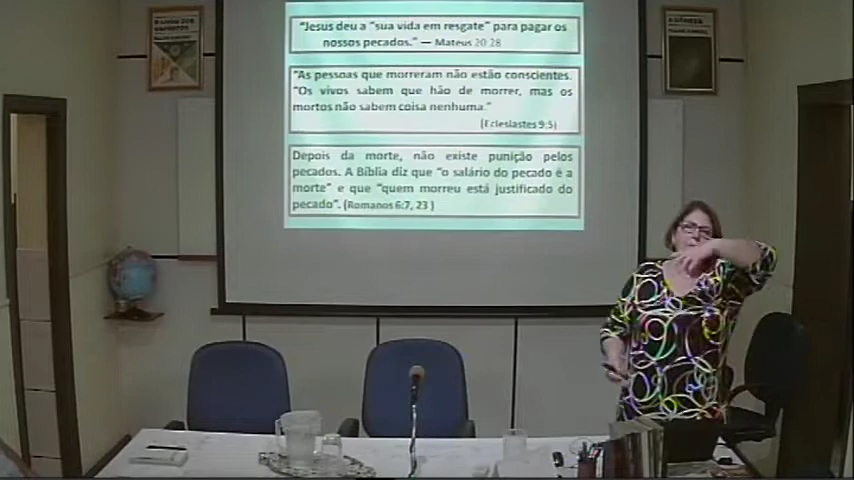 "Jesus deu a "sua vida em resgate" para pagar os
nossos pecados." — Mateus 20:28
"As pessoas que morreram não estão conscientes.
"Os vivos sabem que hão de morrer, mas os
mortos não sabem coisa nenhuma."
(Eclesiastes 9:5)
Depois da morte, não existe punição pelos
pecados. A Bíblia diz que "o salário do pecado é a
morte" e que "quem morreu está justificado do
pecado". (Romanos 6:7, 23 )